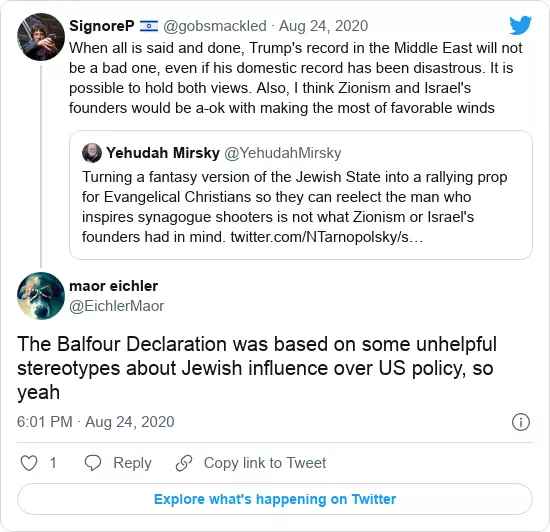 SignoreP 🇮🇱 @gobsmackled · Aug 24, 2020
When all is said and done, Trump's record in the Middle East will not
be a bad one, even if his domestic record has been disastrous. It is
possible to hold both views. Also, I think Zionism and Israel's
founders would be a-ok with making the most of favorable winds
Yehudah Mirsky @YehudahMirsky
Turning a fantasy version of the Jewish State into a rallying prop
for Evangelical Christians so they can reelect the man who
inspires synagogue shooters is not what Zionism or Israel's
founders had in mind. twitter.com/NTarnopolsky/s…
maor eichler
@EichlerMaor
The Balfour Declaration was based on some unhelpful
stereotypes about Jewish influence over US policy, so
yeah
6:01 PM · Aug 24, 2020
1 Reply Copy link to Tweet
Explore what's happening on Twitter